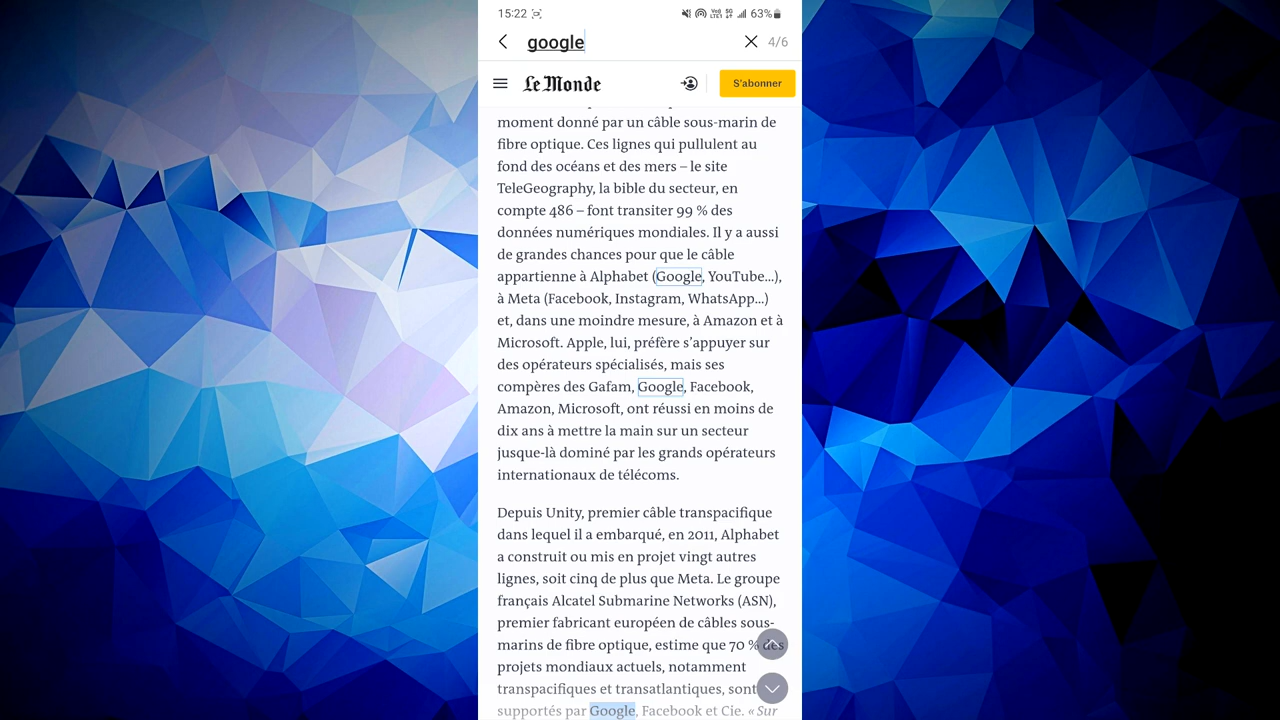 15:22 63%
google 4/6
Le Monde S'abonner
moment donné par un câble sous-marin de
fibre optique. Ces lignes qui pullulent au
fond des océans et des mers – le site
TeleGeography, la bible du secteur, en
compte 486 – font transiter 99 % des
données numériques mondiales. Il y a aussi
de grandes chances pour que le câble
appartienne à Alphabet (Google, YouTube…),
à Meta (Facebook, Instagram, WhatsApp…)
et, dans une moindre mesure, à Amazon et à
Microsoft. Apple, lui, préfère s’appuyer sur
des opérateurs spécialisés, mais ses
compères des Gafam, Google, Facebook,
Amazon, Microsoft, ont réussi en moins de
dix ans à mettre la main sur un secteur
jusque-là dominé par les grands opérateurs
internationaux de télécoms.
Depuis Unity, premier câble transpacifique
dans lequel il a embarqué, en 2011, Alphabet
a construit ou mis en projet vingt autres
lignes, soit cinq de plus que Meta. Le groupe
français Alcatel Submarine Networks (ASN),
premier fabricant européen de câbles sous-
marins de fibre optique, estime que 70 % des
projets mondiaux actuels, notamment
transpacifiques et transatlantiques, sont
supportés par Google, Facebook et Cie. « Sur